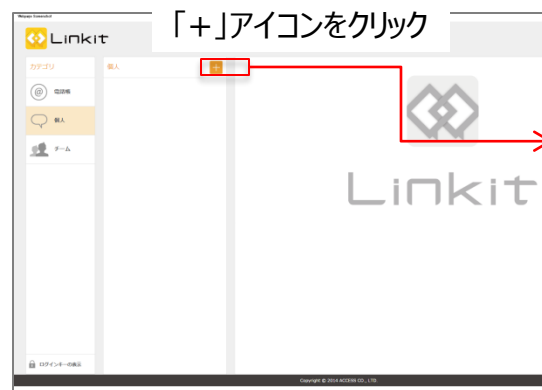 Webpage Screenshot
「+」アイコンをクリック
Linkit
カテゴリ
個人
+
@ 電話帳
個人
チーム
Linkit
ログインキーの表示
Copyright © 2014 ACCESS CO., LTD.